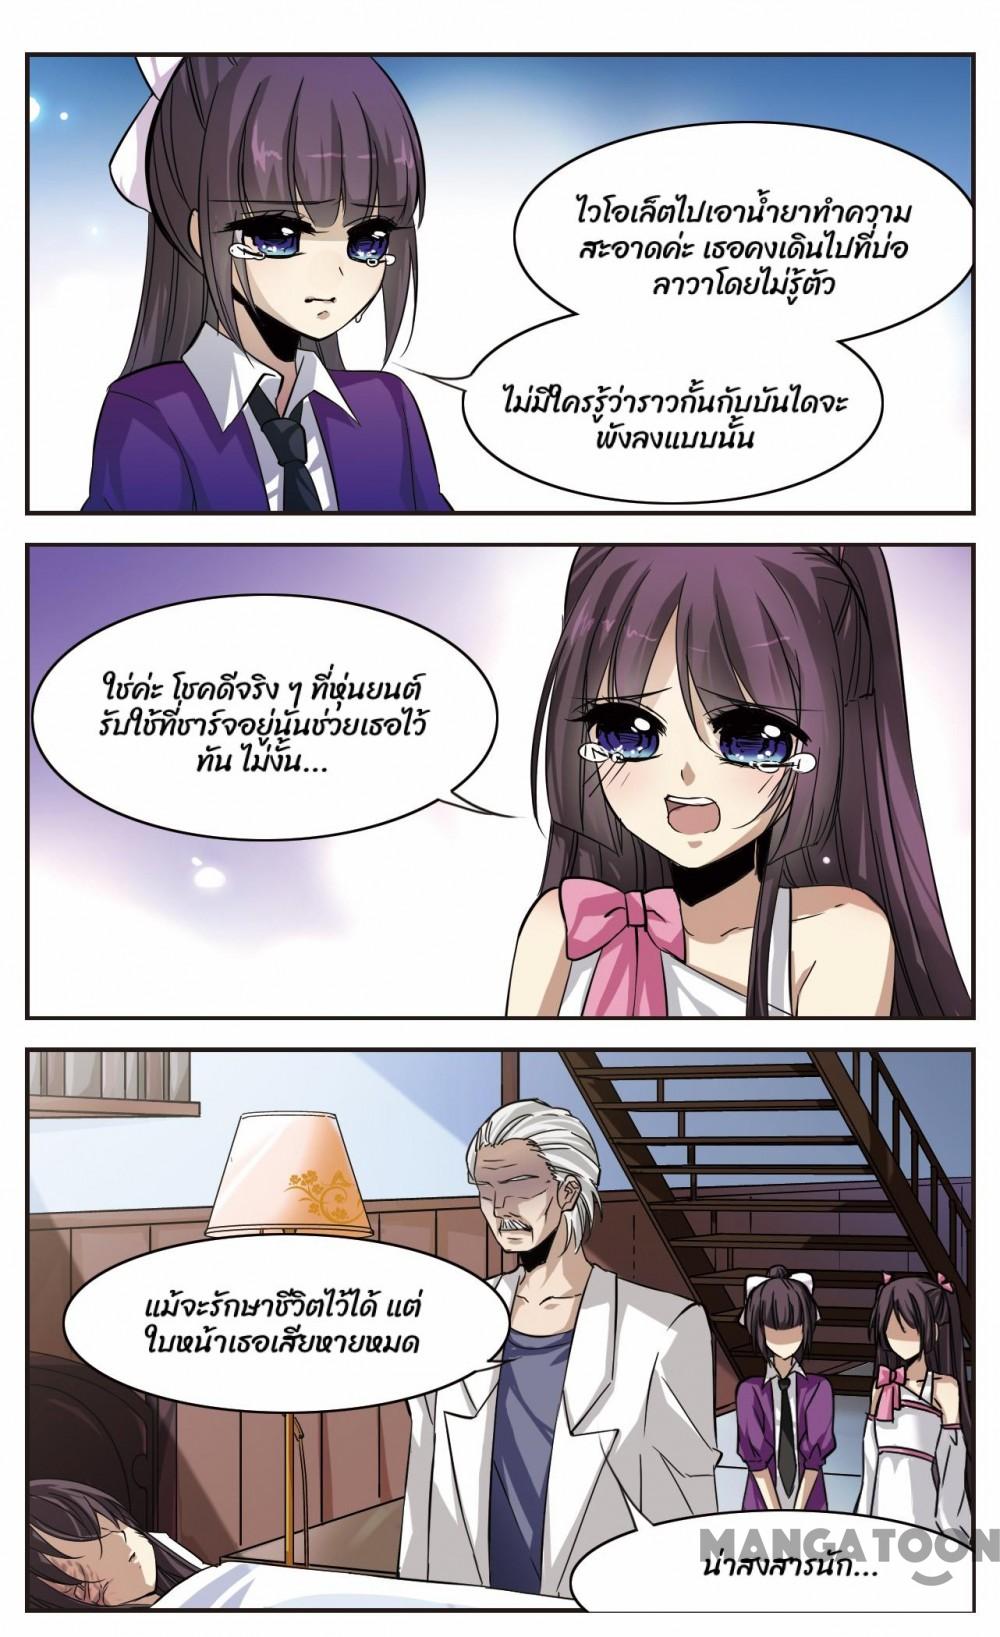 ไวโอเล็ตไปเอาน้ำยาทำความ
สะอาดค่ะ เธอคงเดินไปที่บ่อ
ลาวาโดยไม่รู้ตัว
ไม่มีใครรู้ว่าราวกั้นกับบันไดจะ
พังลงแบบนั้น
ใช่ค่ะ โชคดีจริง ๆ ที่หุ่นยนต์
รับใช้ที่ชาร์จอยู่นั่นช่วยเธอไว้
ทัน ไม่งั้น...
แม้จะรักษาชีวิตไว้ได้ แต่
ใบหน้าเธอเสียหายหมด
น่าสงสารนัก...
MANGATOON